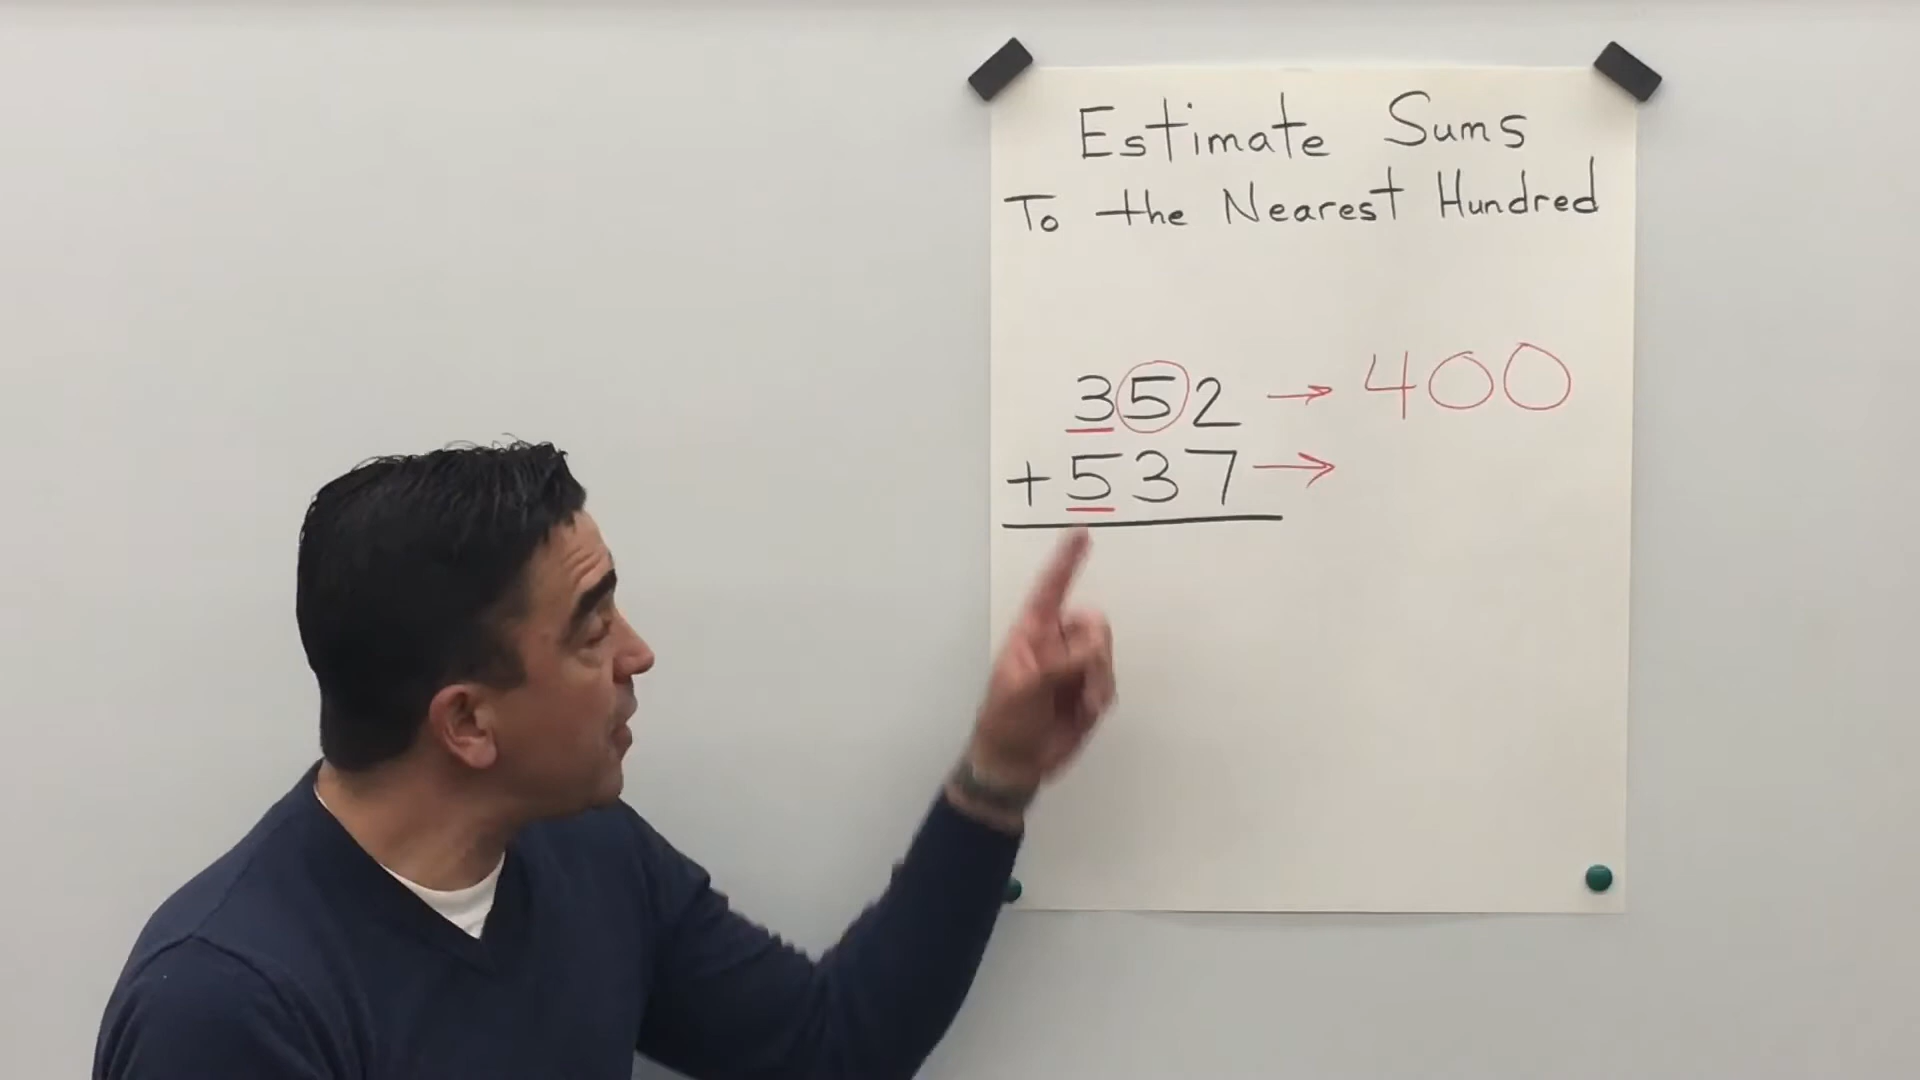 Estimate Sums
To the Nearest Hundred
352 → 400
+ 537 →